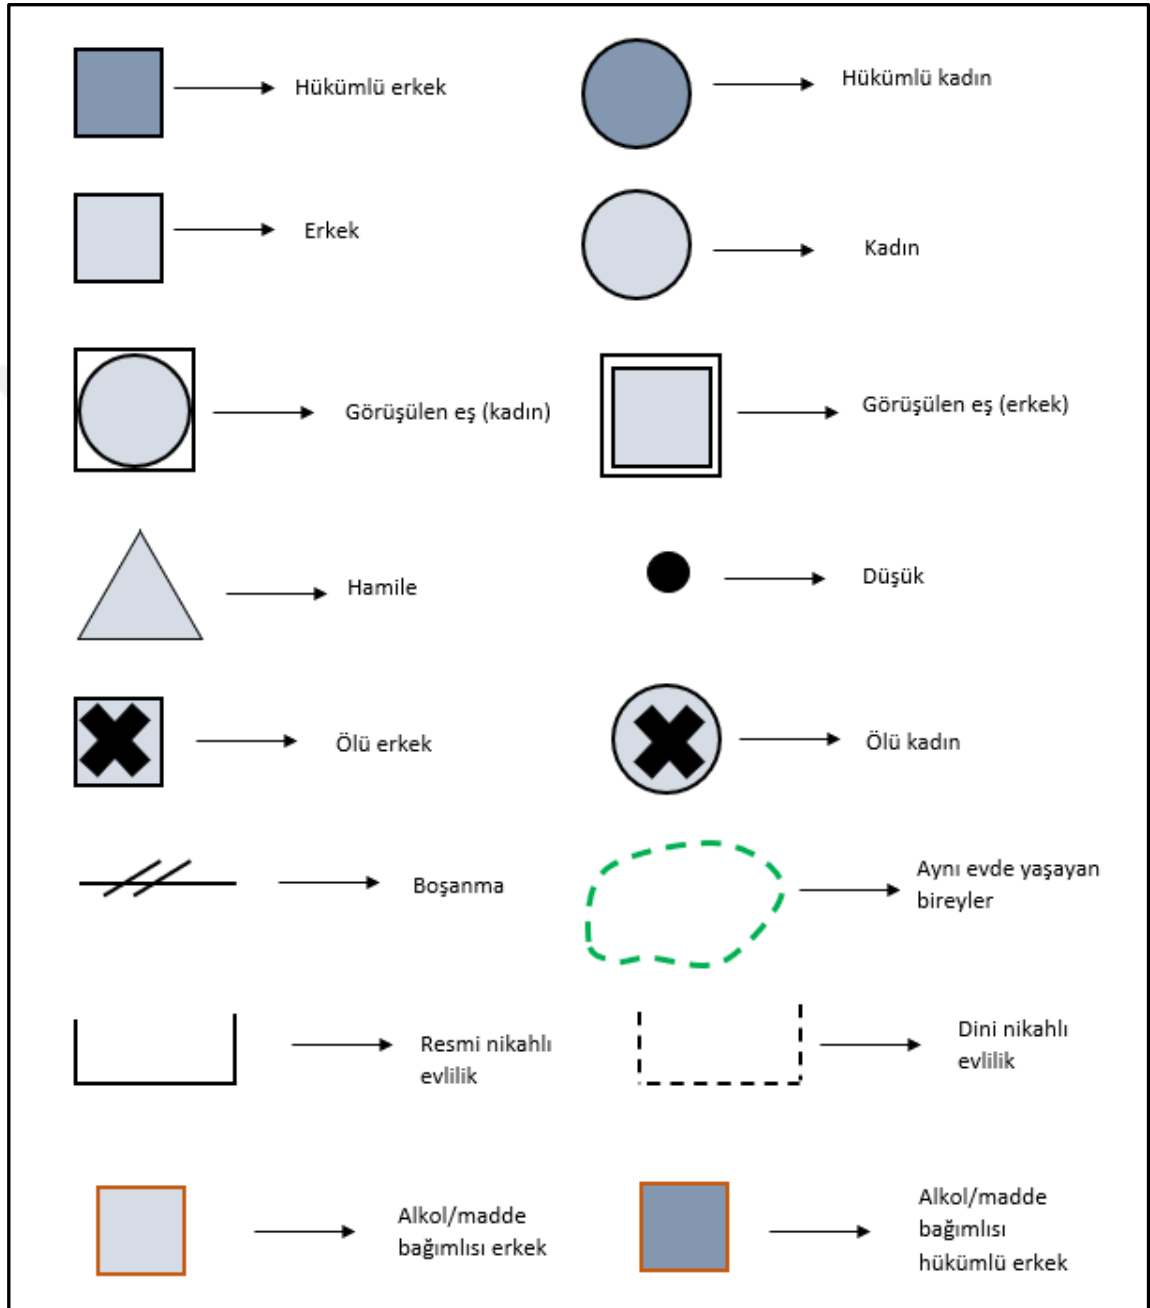 Hükümlü erkek
Hükümlü kadın
Erkek
Kadın
Görüşülen eş (kadın)
Görüşülen eş (erkek)
Hamile
Düşük
Ölü erkek
Ölü kadın
Boşanma
Aynı evde yaşayan
bireyler
Resmi nikahlı
evlilik
Dini nikahlı
evlilik
Alkol/madde
bağımlısı erkek
Alkol/madde
bağımlısı
hükümlü erkek